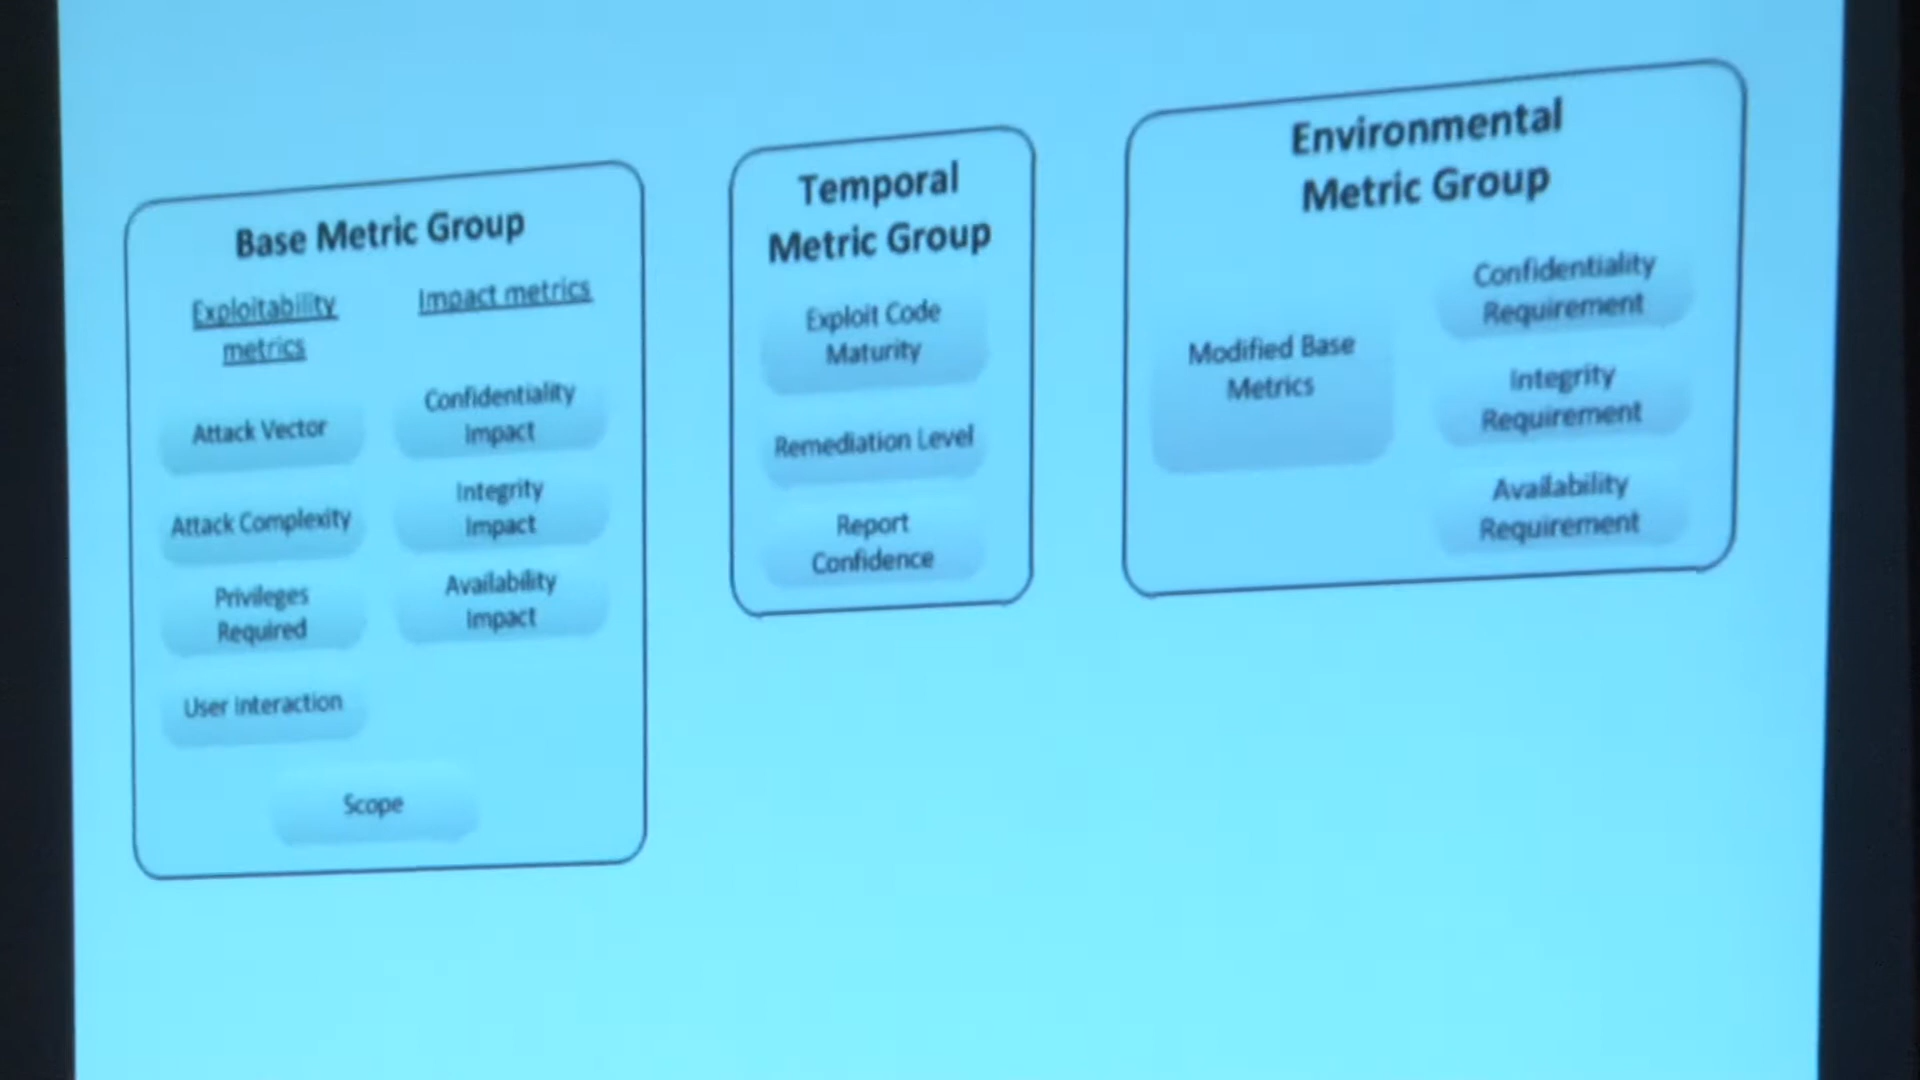 Base Metric Group
Exploitability
metrics
Attack Vector
Attack Complexity
Privileges
Required
User Interaction
Impact metrics
Confidentiality
Impact
Integrity
Impact
Availability
Impact
Scope
Temporal
Metric Group
Exploit Code
Maturity
Remediation Level
Report
Confidence
Environmental
Metric Group
Modified Base
Metrics
Confidentiality
Requirement
Integrity
Requirement
Availability
Requirement